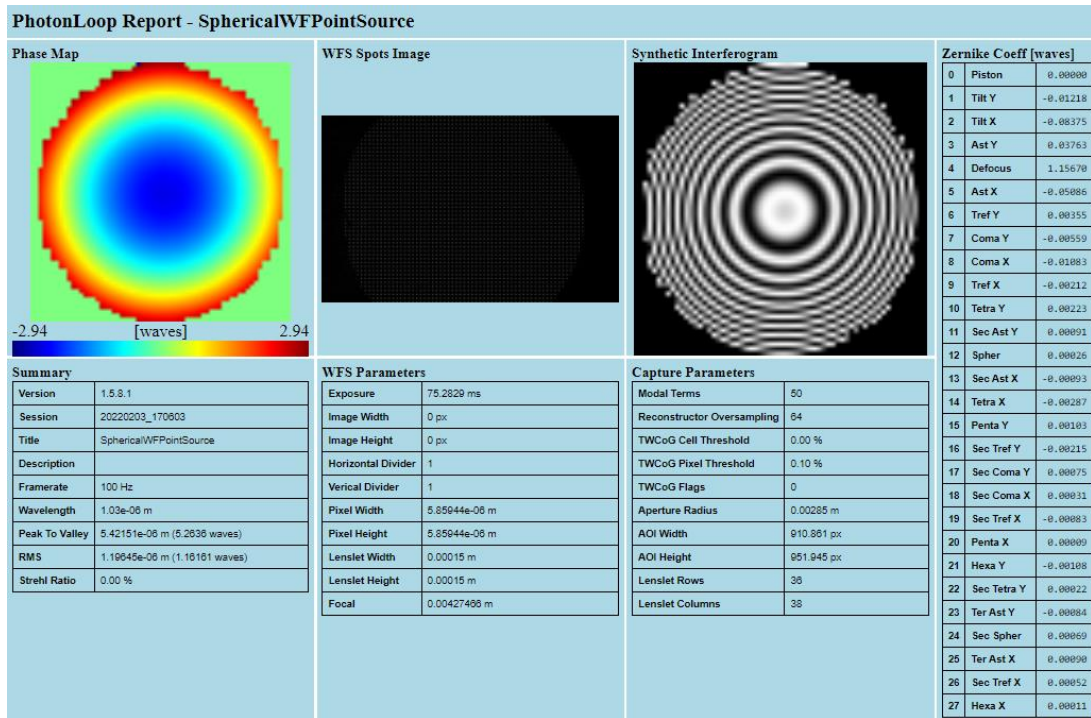 PhotonLoop Report - SphericalWFPointSource
Phase Map
-2.94 [waves] 2.94
WFS Spots Image
Synthetic Interferogram
Summary
Version 1.5.8.1
Session 20220203_170603
Title SphericalWFPointSource
Description
Framerate 100 Hz
Wavelength 1.03e-06 m
Peak To Valley 5.42151e-06 m (5.2636 waves)
RMS 1.19645e-06 m (1.16161 waves)
Strehl Ratio 0.00 %
WFS Parameters
Exposure 75.2829 ms
Image Width 0 px
Image Height 0 px
Horizontal Divider 1
Verical Divider 1
Pixel Width 5.85944e-06 m
Pixel Height 5.85944e-06 m
Lenslet Width 0.00015 m
Lenslet Height 0.00015 m
Focal 0.00427466 m
Capture Parameters
Modal Terms 50
Reconstructor Oversampling 64
TWCoG Cell Threshold 0.00 %
TWCoG Pixel Threshold 0.10 %
TWCoG Flags 0
Aperture Radius 0.00285 m
AOI Width 910.861 px
AOI Height 951.945 px
Lenslet Rows 36
Lenslet Columns 38
Zernike Coeff [waves]
0 Piston 0.00000
1 Tilt Y -0.01218
2 Tilt X -0.08375
3 Ast Y 0.03763
4 Defocus 1.15670
5 Ast X -0.05086
6 Tref Y 0.00355
7 Coma Y -0.00559
8 Coma X -0.01083
9 Tref X -0.00212
10 Tetra Y 0.00223
11 Sec Ast Y 0.00091
12 Spher 0.00026
13 Sec Ast X -0.00093
14 Tetra X -0.00287
15 Penta Y 0.00103
16 Sec Tref Y -0.00215
17 Sec Coma Y 0.00075
18 Sec Coma X 0.00031
19 Sec Tref X -0.00083
20 Penta X 0.00009
21 Hexa Y -0.00108
22 Sec Tetra Y 0.00022
23 Ter Ast Y -0.00084
24 Sec Spher 0.00069
25 Ter Ast X 0.00090
26 Sec Tref X 0.00052
27 Hexa X 0.00011